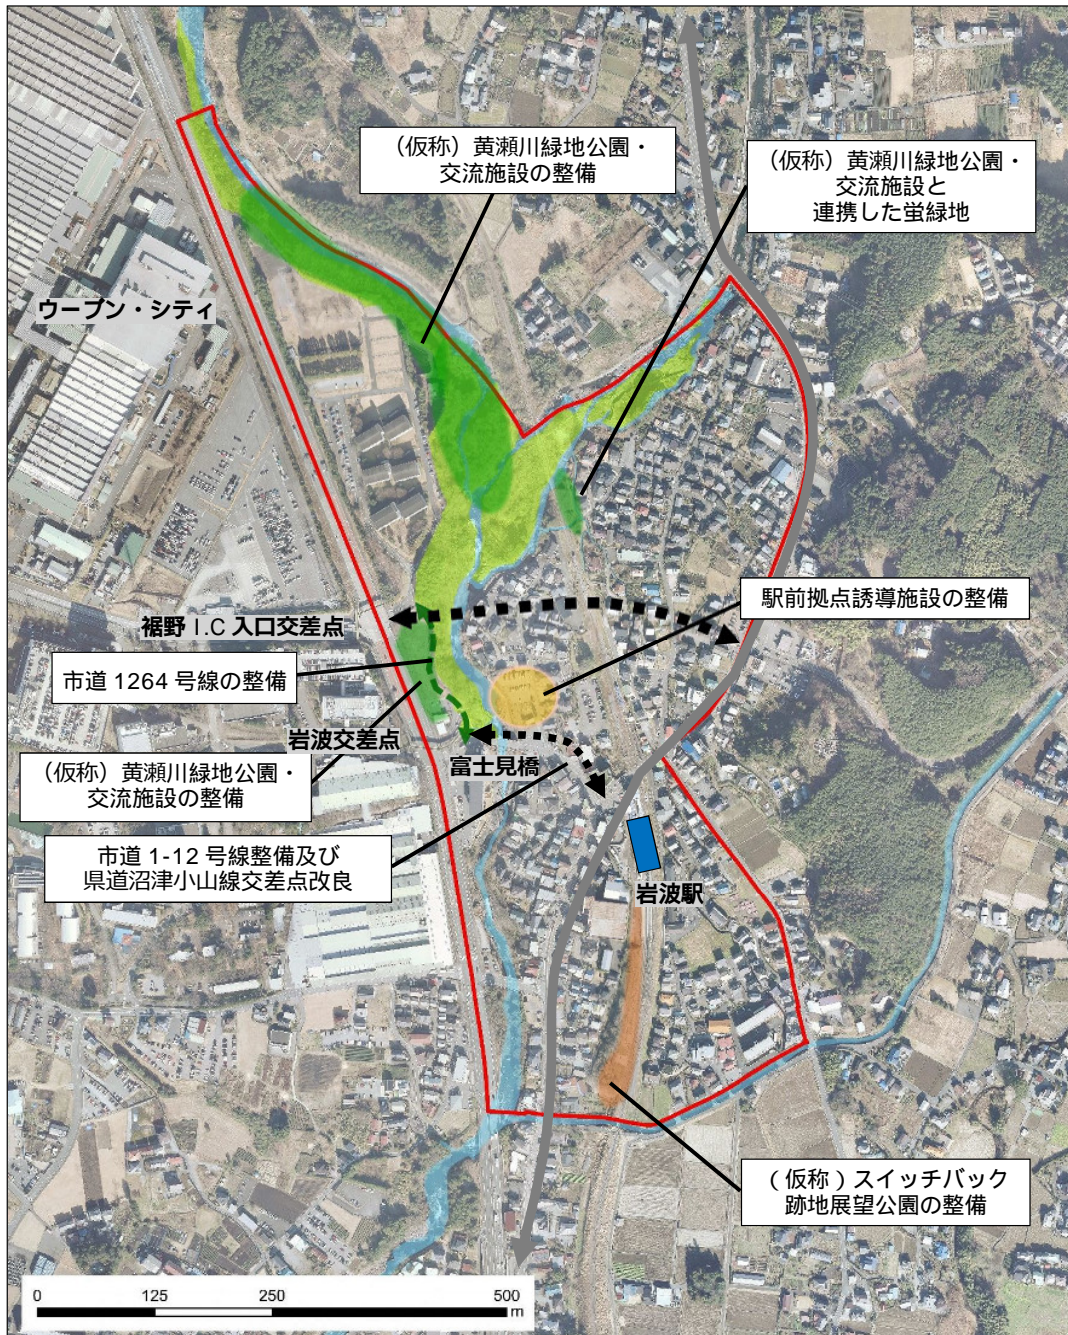 （仮称）黄瀬川緑地公園・
交流施設の整備
（仮称）黄瀬川緑地公園・
交流施設と
連携した蛍緑地
ウーブン・シティ
駅前拠点誘導施設の整備
裾野 I.C 入口交差点
市道 1264 号線の整備
岩波交差点
富士見橋
（仮称）黄瀬川緑地公園・
交流施設の整備
市道 1-12 号線整備及び
県道沼津小山線交差点改良
岩波駅
（仮称）スイッチバック
跡地展望公園の整備
0 125 250 500
m